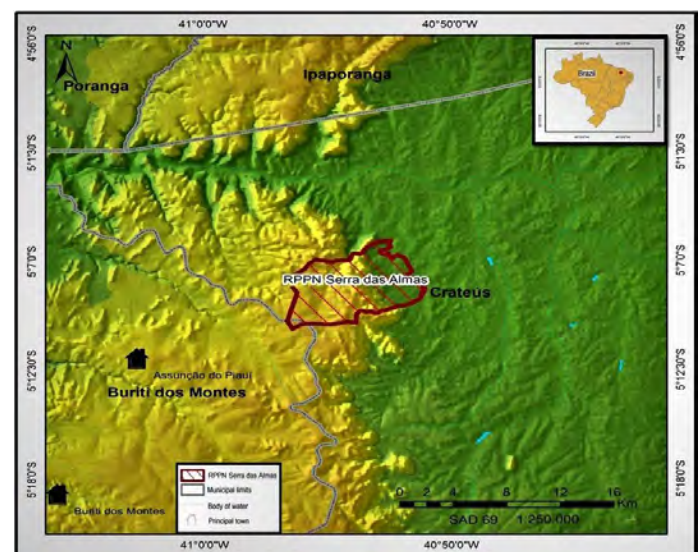 41°0'0"W
40°50'0"W
4°56'0"S
4°56'0"S
N
Poranga
Ipaporanga
Brazil
5°1'30"S
5°1'30"S
5°7'0"S
5°7'0"S
RPPN Serra das Almas
Crateús
Assunção do Piauí
Buriti dos Montes
5°12'0"S
5°12'30"S
5°18'0"S
5°18'0"S
Buriti dos Montes
RPPN Serra das Almas
Municipal limits
Body of water
Principal town
0 2 4 8 12 16
Km
SAD 69 1:250.000
41°0'0"W
40°50'0"W